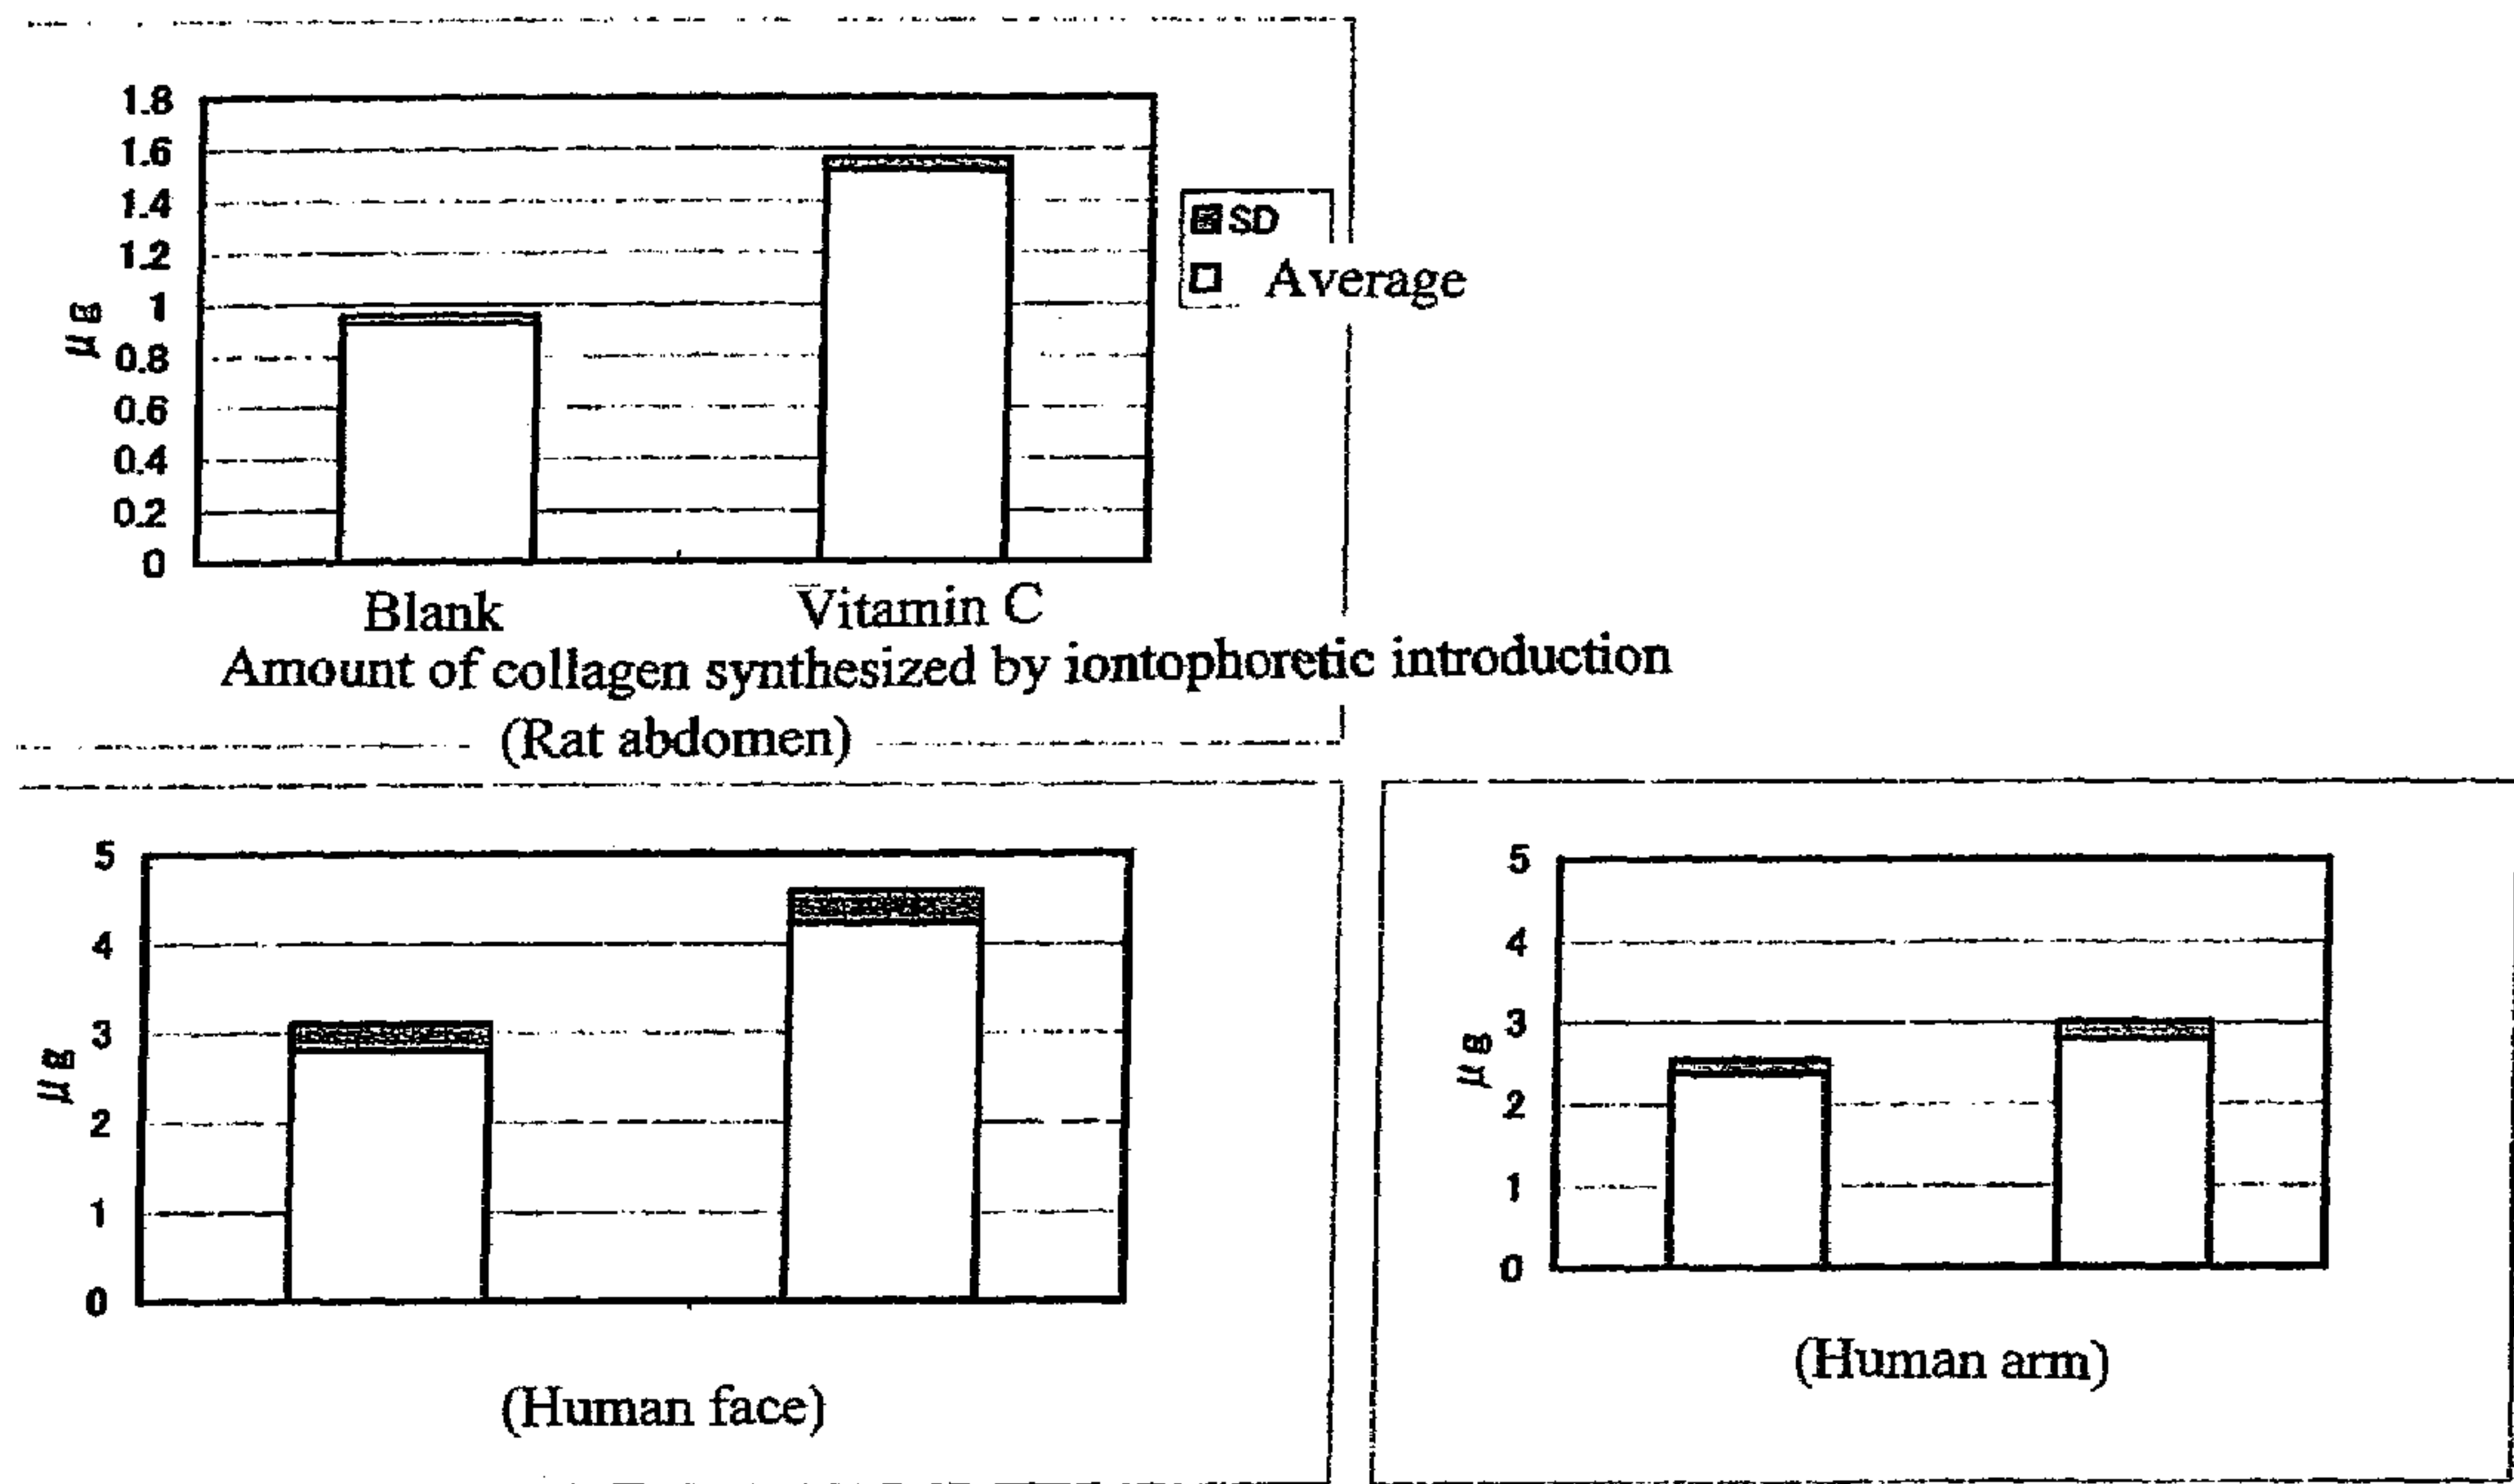 1.8
1.6
1.4
1.2
1
0.8
0.6
0.4
0.2
0
μg
SD
Average
Blank Vitamin C
Amount of collagen synthesized by iontophoretic introduction
(Rat abdomen)
5
4
3
2
1
0
μg
(Human face)
5
4
3
2
1
0
μg
(Human arm)